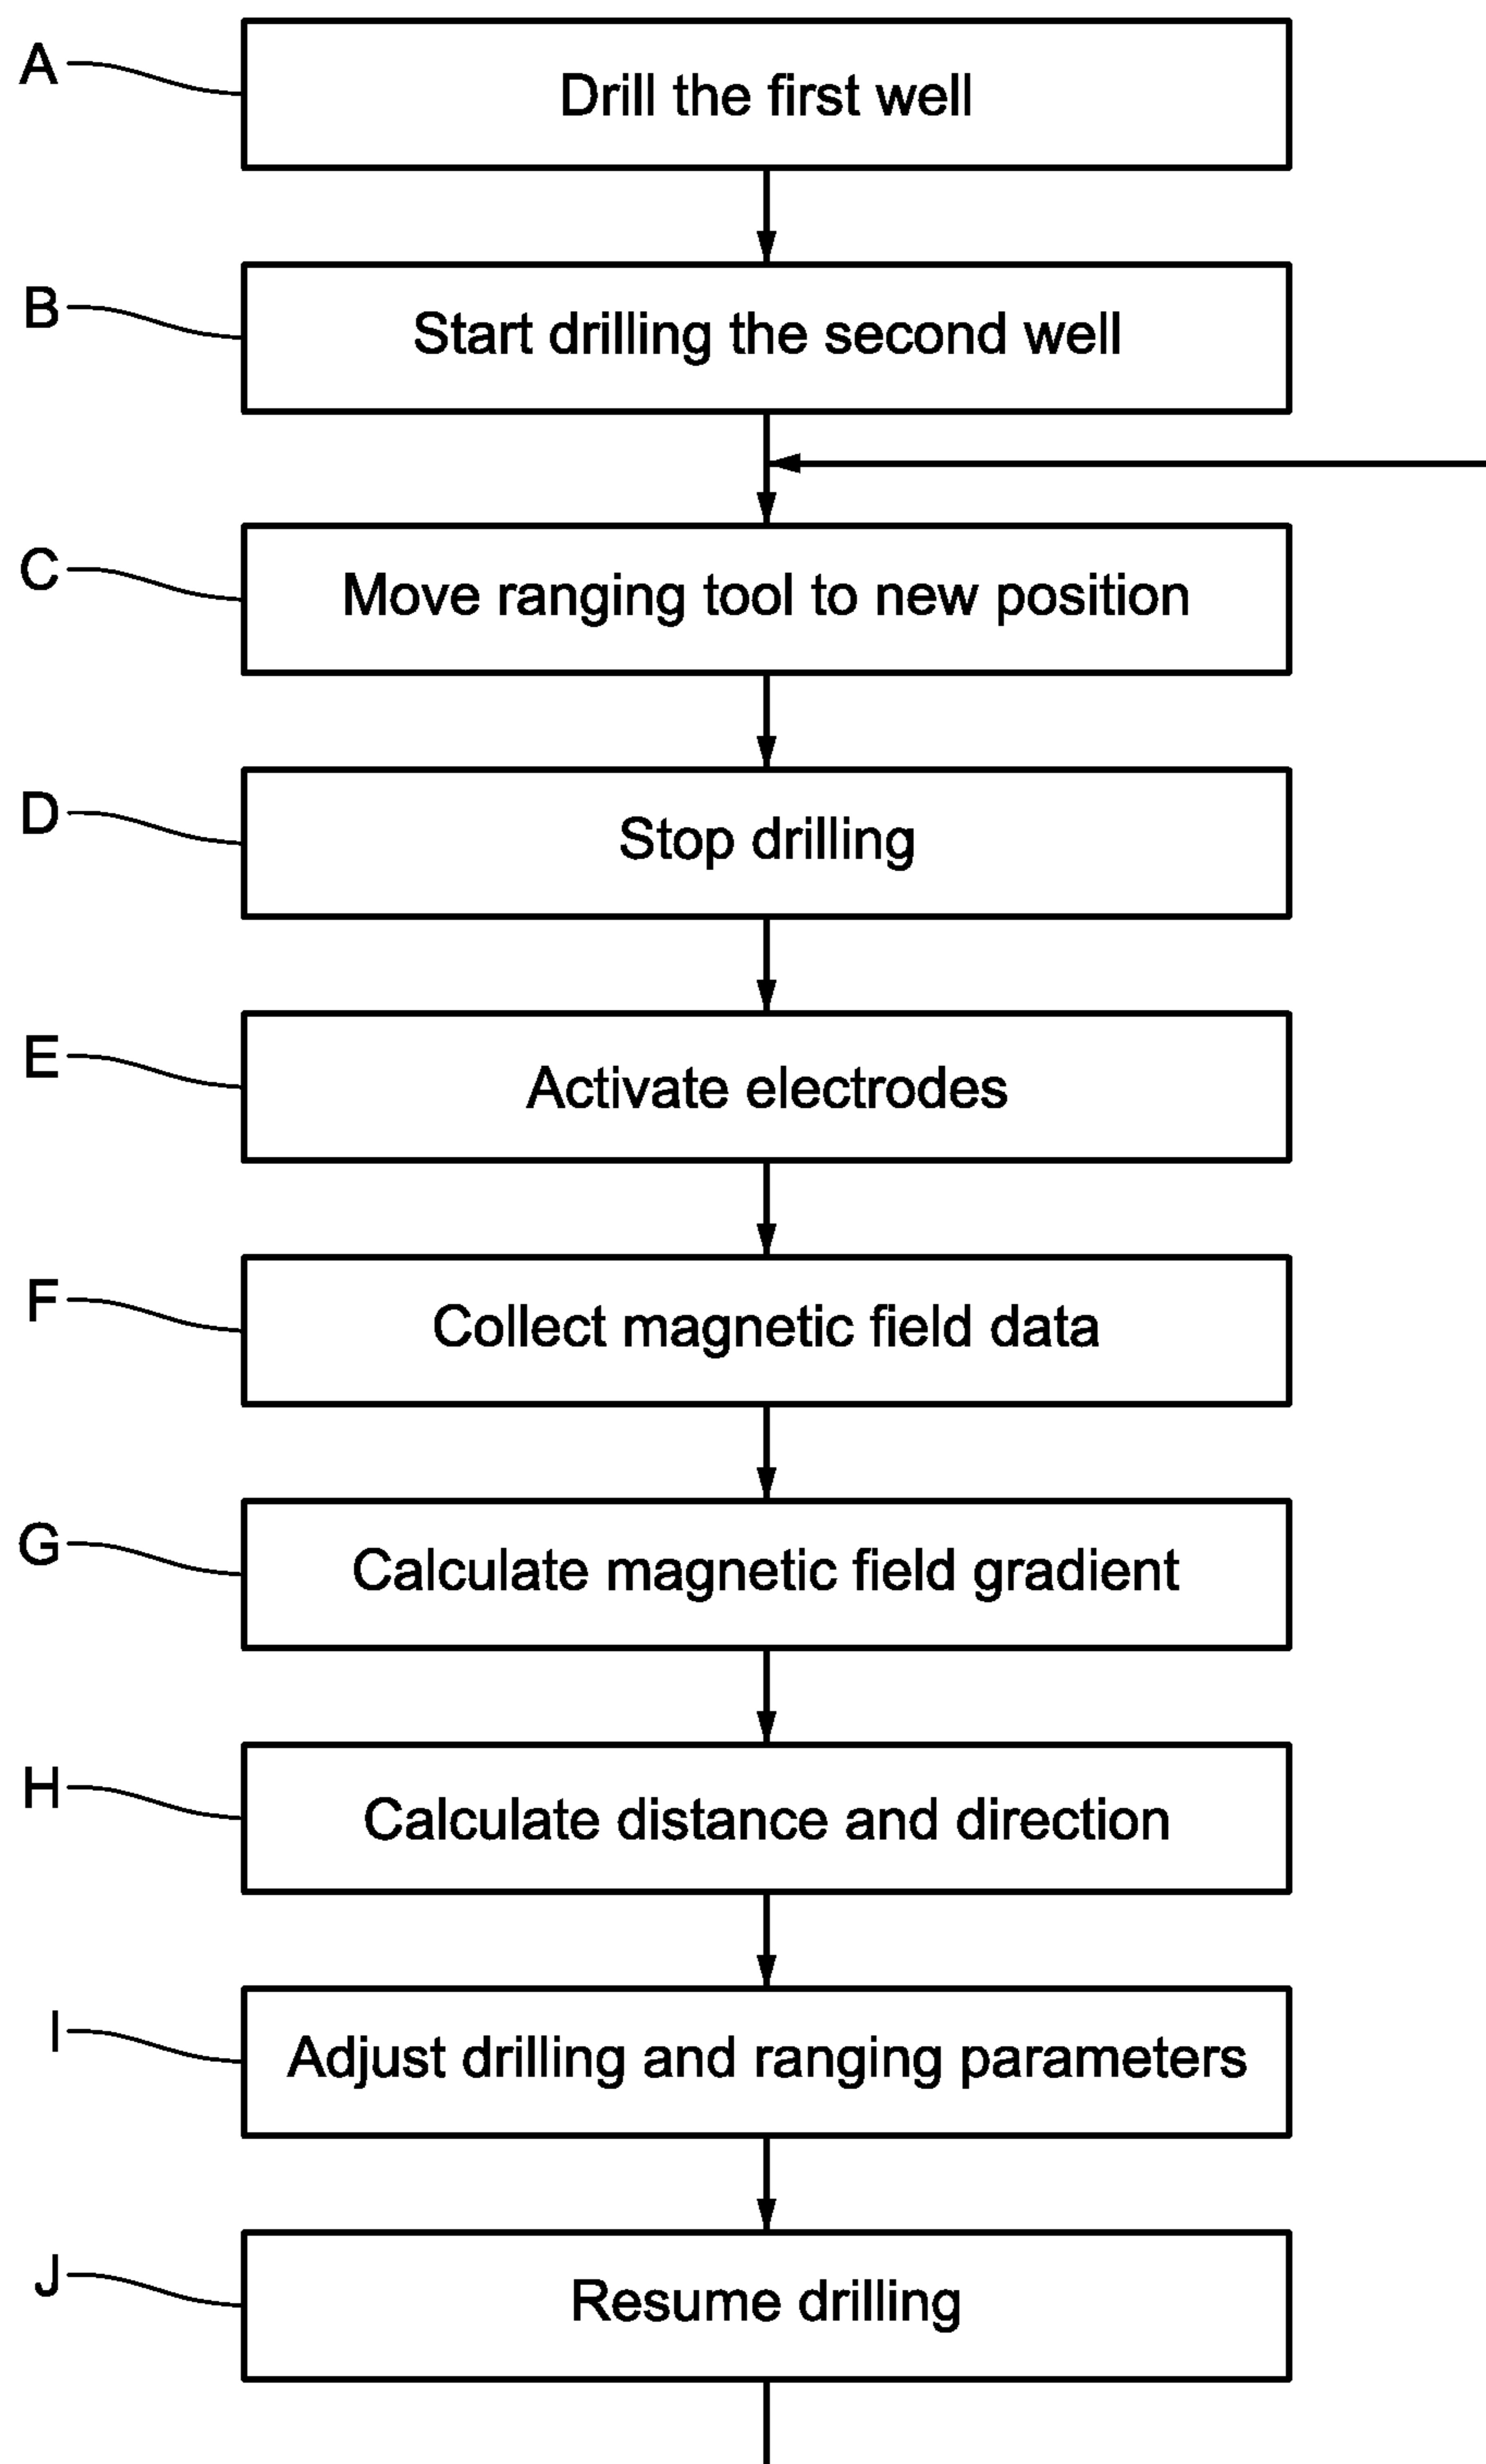 A
Drill the first well
B
Start drilling the second well
C
Move ranging tool to new position
D
Stop drilling
E
Activate electrodes
F
Collect magnetic field data
G
Calculate magnetic field gradient
H
Calculate distance and direction
I
Adjust drilling and ranging parameters
J
Resume drilling